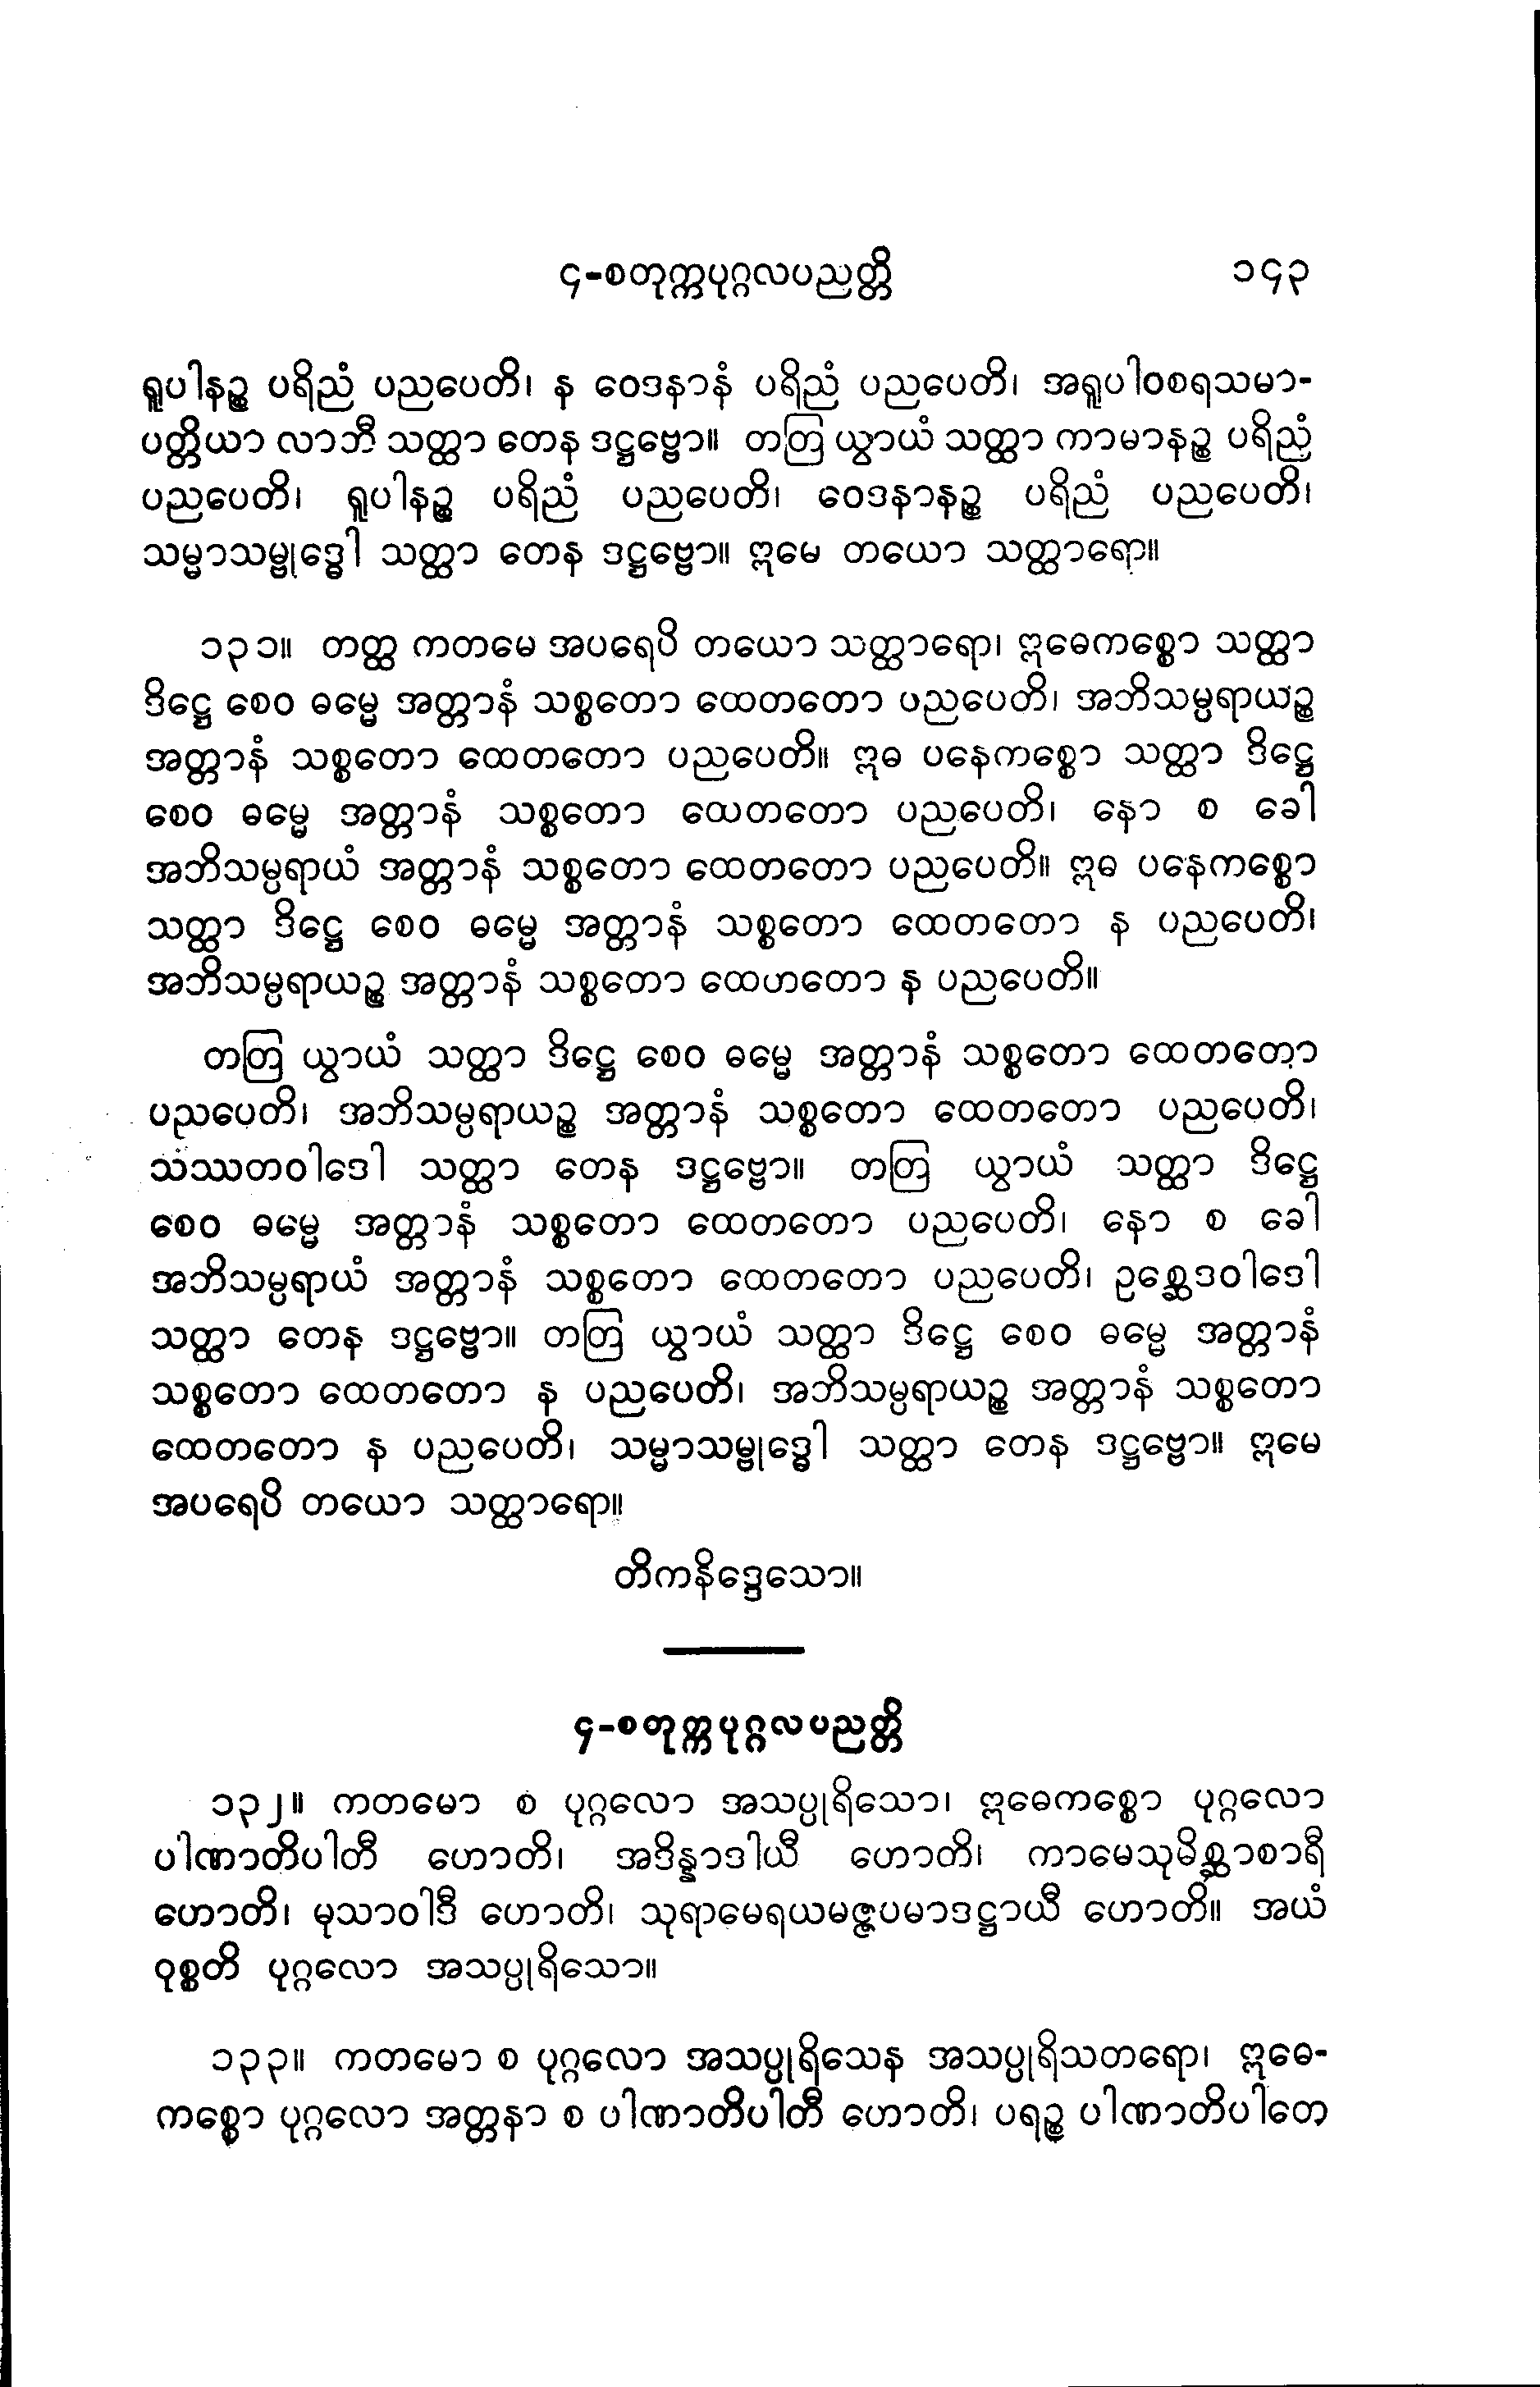 ၄-စတုက္ကပုဂ္ဂလပညတ္တိ ၁၄၃
ရူပါနဉ္စ ပရိညံ ပညပေတိ၊ န ဝေဒနာနံ ပရိညံ ပညပေတိ၊ အရူပါဝစရသမာ-
ပတ္တိယာ လာဘီ သတ္ထာ တေန ဒဋ္ဌဗ္ဗော။ တတြ ယွာယံ သတ္ထာ ကာမာနဉ္စ ပရိညံ
ပညပေတိ၊ ရူပါနဉ္စ ပရိညံ ပညပေတိ၊ ဝေဒနာနဉ္စ ပရိညံ ပညပေတိ၊
သမ္မာသမ္ဗုဒ္ဓေါ သတ္ထာ တေန ဒဋ္ဌဗ္ဗော။ ဣမေ တယော သတ္ထာရော။
၁၃၁။ တတ္ထ ကတမေ အပရေပိ တယော သတ္ထာရော၊ ဣဓေကစ္စော သတ္ထာ
ဒိဋ္ဌေ စေဝ ဓမ္မေ အတ္တာနံ သစ္စတော ထေတတော ပညပေတိ၊ အဘိသမ္ပရာယဉ္စ
အတ္တာနံ သစ္စတော ထေတတော ပညပေတိ။ ဣဓ ပနေကစ္စော သတ္ထာ ဒိဋ္ဌေ
စေဝ ဓမ္မေ အတ္တာနံ သစ္စတော ထေတတော ပညပေတိ၊ နော စ ခေါ
အဘိသမ္ပရာယံ အတ္တာနံ သစ္စတော ထေတတော ပညပေတိ။ ဣဓ ပနေကစ္စော
သတ္ထာ ဒိဋ္ဌေ စေဝ ဓမ္မေ အတ္တာနံ သစ္စတော ထေတတော န ပညပေတိ၊
အဘိသမ္ပရာယဉ္စ အတ္တာနံ သစ္စတော ထေဟတော န ပညပေတိ။
တတြ ယွာယံ သတ္ထာ ဒိဋ္ဌေ စေဝ ဓမ္မေ အတ္တာနံ သစ္စတော ထေတတော
ပညပေတိ၊ အဘိသမ္ပရာယဉ္စ အတ္တာနံ သစ္စတော ထေတတော ပညပေတိ၊
သဿတဝါဒေါ သတ္ထာ တေန ဒဋ္ဌဗ္ဗော။ တတြ ယွာယံ သတ္ထာ ဒိဋ္ဌေ
စေဝ ဓမ္မေ အတ္တာနံ သစ္စတော ထေတတော ပညပေတိ၊ နော စ ခေါ
အဘိသမ္ပရာယံ အတ္တာနံ သစ္စတော ထေတတော ပညပေတိ၊ ဥစ္ဆေဒဝါဒေါ
သတ္ထာ တေန ဒဋ္ဌဗ္ဗော။ တတြ ယွာယံ သတ္ထာ ဒိဋ္ဌေ စေဝ ဓမ္မေ အတ္တာနံ
သစ္စတော ထေတတော န ပညပေတိ၊ အဘိသမ္ပရာယဉ္စ အတ္တာနံ သစ္စတော
ထေတတော န ပညပေတိ၊ သမ္မာသမ္ဗုဒ္ဓေါ သတ္ထာ တေန ဒဋ္ဌဗ္ဗော။ ဣမေ
အပရေပိ တယော သတ္ထာရော။
တိကနိဒ္ဒေသော။
၄-စတုက္ကပုဂ္ဂလပညတ္တိ
၁၃၂။ ကတမော စ ပုဂ္ဂလော အသပ္ပုရိသော၊ ဣဓေကစ္စော ပုဂ္ဂလော
ပါဏာတိပါတီ ဟောတိ၊ အဒိန္နာဒါယီ ဟောတိ၊ ကာမေသုမိစ္ဆာစာရီ
ဟောတိ၊ မုသာဝါဒီ ဟောတိ၊ သုရာမေရယမဇ္ဇပမာဒဋ္ဌာယီ ဟောတိ။ အယံ
ဝုစ္စတိ ပုဂ္ဂလော အသပ္ပုရိသော။
၁၃၃။ ကတမော စ ပုဂ္ဂလော အသပ္ပုရိသေန အသပ္ပုရိသတရော၊ ဣဓေ-
ကစ္စော ပုဂ္ဂလော အတ္တနာ စ ပါဏာတိပါတီ ဟောတိ၊ ပရဉ္စ ပါဏာတိပါတေ